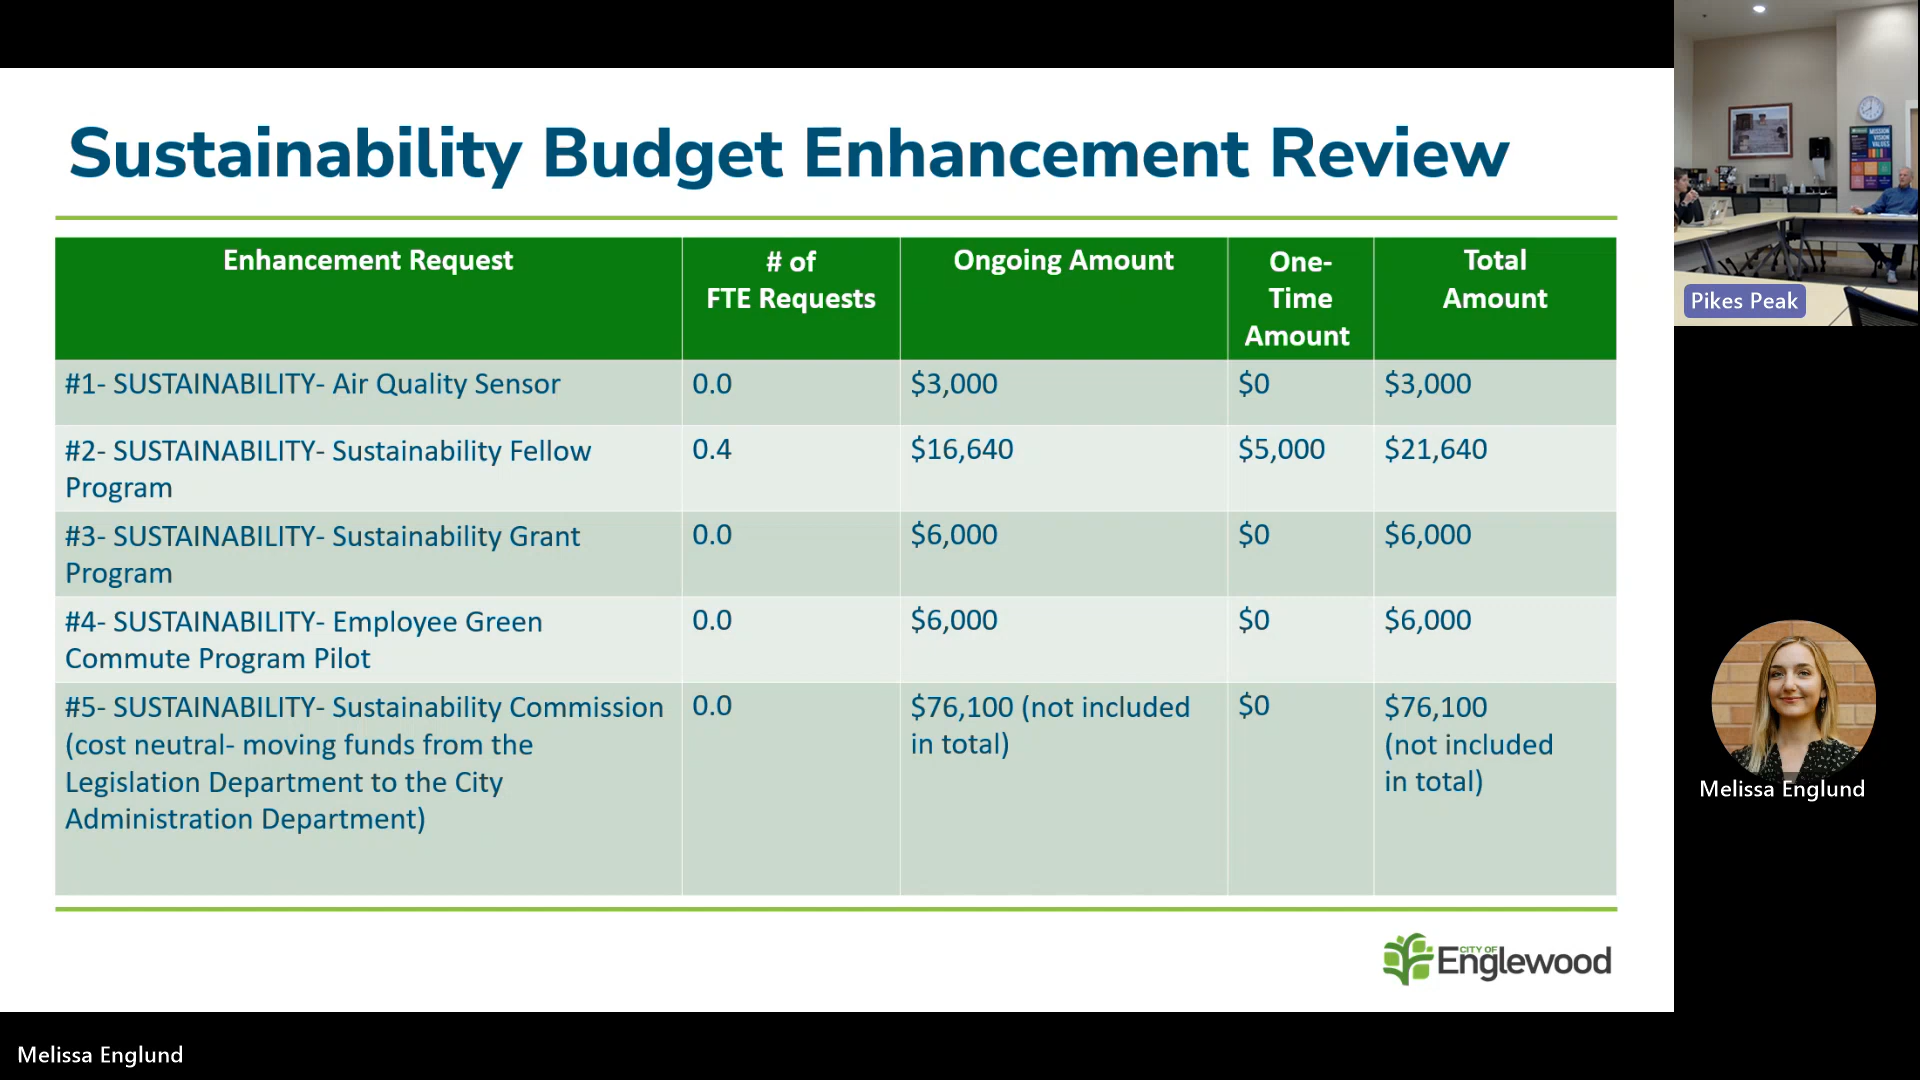 Sustainability Budget Enhancement Review
Enhancement Request
# of
FTE Requests
Ongoing Amount
One-
Time
Amount
Total
Amount
#1- SUSTAINABILITY- Air Quality Sensor
0.0
$3,000
$0
$3,000
#2- SUSTAINABILITY- Sustainability Fellow
Program
0.4
$16,640
$5,000
$21,640
#3- SUSTAINABILITY- Sustainability Grant
Program
0.0
$6,000
$0
$6,000
#4- SUSTAINABILITY- Employee Green
Commute Program Pilot
0.0
$6,000
$0
$6,000
#5- SUSTAINABILITY- Sustainability Commission
(cost neutral- moving funds from the
Legislation Department to the City
Administration Department)
0.0
$76,100 (not included
in total)
$0
$76,100
(not included
in total)
CITY OF
Englewood
MISSION
VISION
VALUES
Pikes Peak
Melissa Englund
Melissa Englund